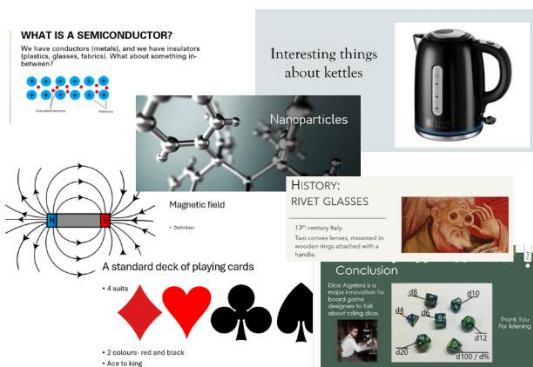 WHAT IS A SEMICONDUCTOR?
We have conductors (metals), and we have insulators
(plastics, glasses, fabrics). What about something in-
between?
Interesting things
about kettles
Nanoparticles
N
S
Magnetic field
• Definition
HISTORY:
RIVET GLASSES
13th century Italy.
Two convex lenses, mounted in
wooden rings attached with a
handle.
A standard deck of playing cards
• 4 suits
• 2 colours- red and black
• Ace to king
Conclusion
Dice Algebra is a
major innovation for
board game
designers to talk
about rolling dice.
d8
d10
d4
d6
d12
d20
d100 / d%
Thank You
For listening